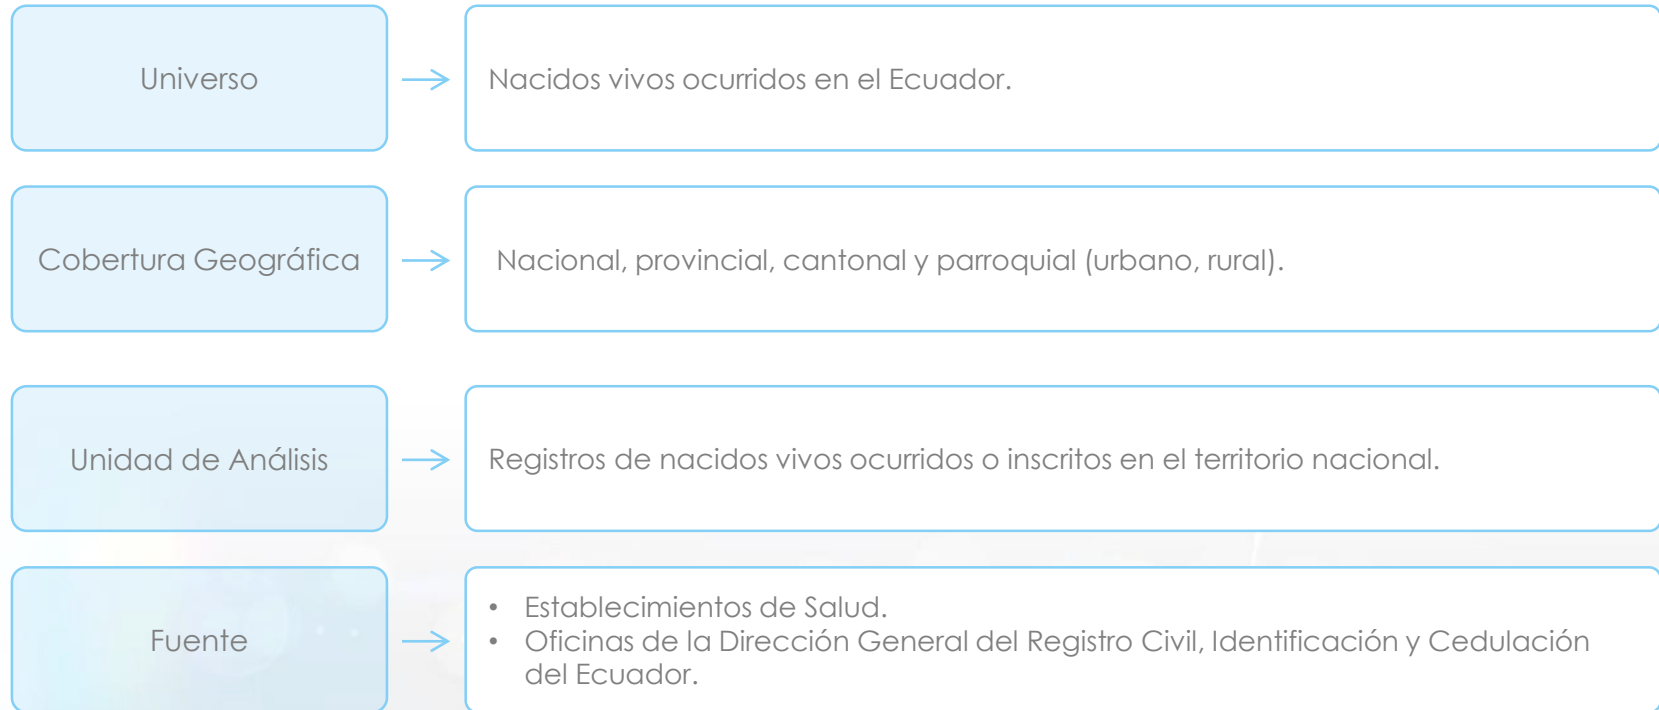 Universo
Nacidos vivos ocurridos en el Ecuador.
Cobertura Geográfica
Nacional, provincial, cantonal y parroquial (urbano, rural).
Unidad de Análisis
Registros de nacidos vivos ocurridos o inscritos en el territorio nacional.
Fuente
• Establecimientos de Salud.
• Oficinas de la Dirección General del Registro Civil, Identificación y Cedulación
del Ecuador.